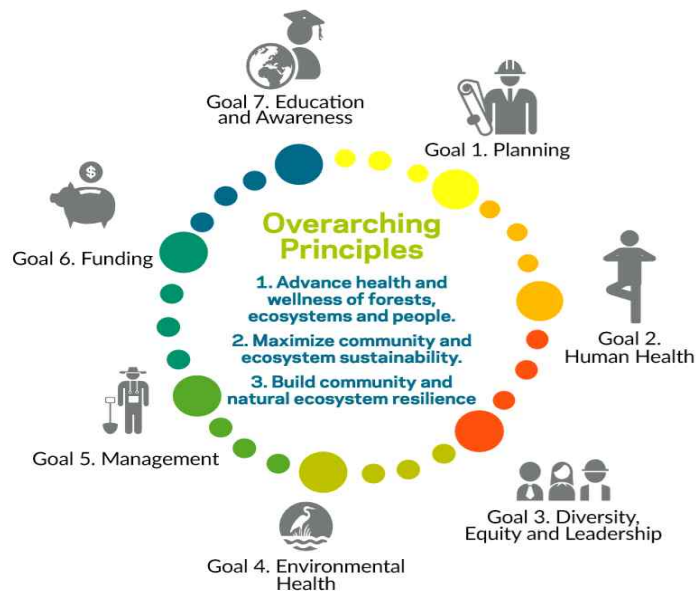 Goal 7. Education
and Awareness
Goal 1. Planning
$
Overarching
Principles
Goal 6. Funding
1. Advance health and
wellness of forests,
ecosystems and people.
2. Maximize community and
ecosystem sustainability.
3. Build community and
natural ecosystem resilience
Goal 2.
Human Health
Goal 5. Management
Goal 3. Diversity,
Equity and Leadership
Goal 4. Environmental
Health